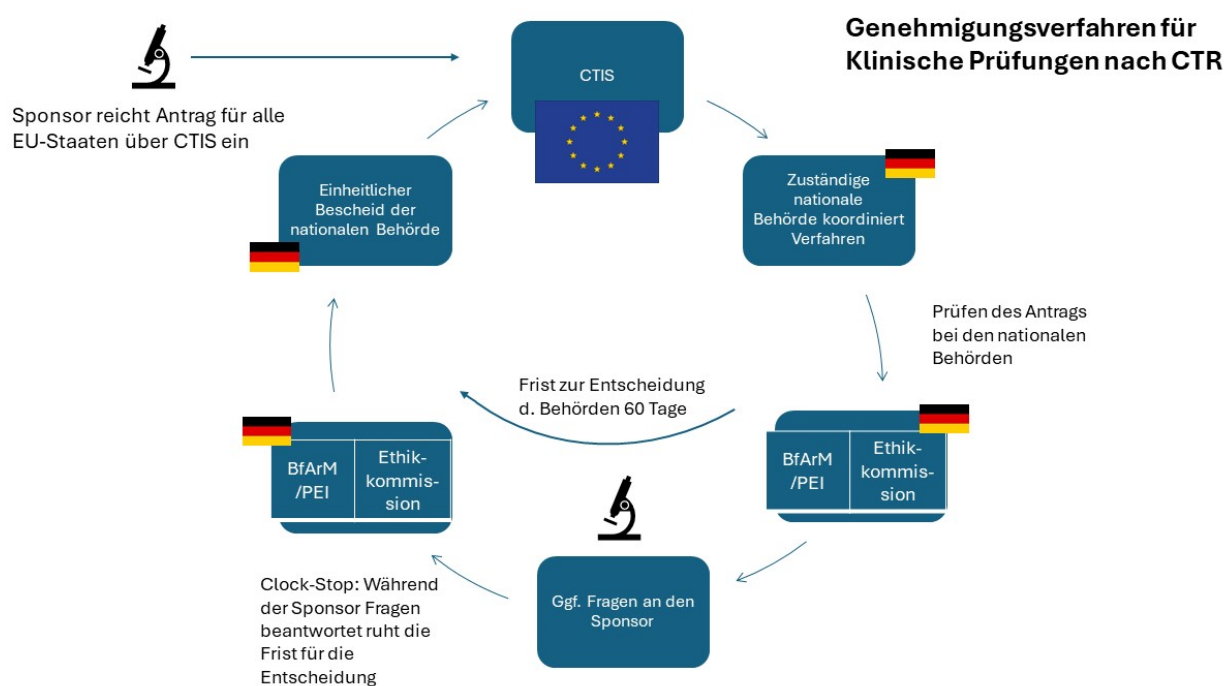 Genehmigungsverfahren für
Klinische Prüfungen nach CTR
Sponsor reicht Antrag für alle
EU-Staaten über CTIS ein
CTIS
Zuständige
nationale
Behörde koordiniert
Verfahren
Prüfen des Antrags
bei den nationalen
Behörden
BfArM
/PEI
Ethik-
kommis-
sion
Frist zur Entscheidung
d. Behörden 60 Tage
Ggf. Fragen an den
Sponsor
Clock-Stop: Während
der Sponsor Fragen
beantwortet ruht die
Frist für die
Entscheidung
BfArM
/PEI
Ethik-
kommis-
sion
Einheitlicher
Bescheid der
nationalen Behörde